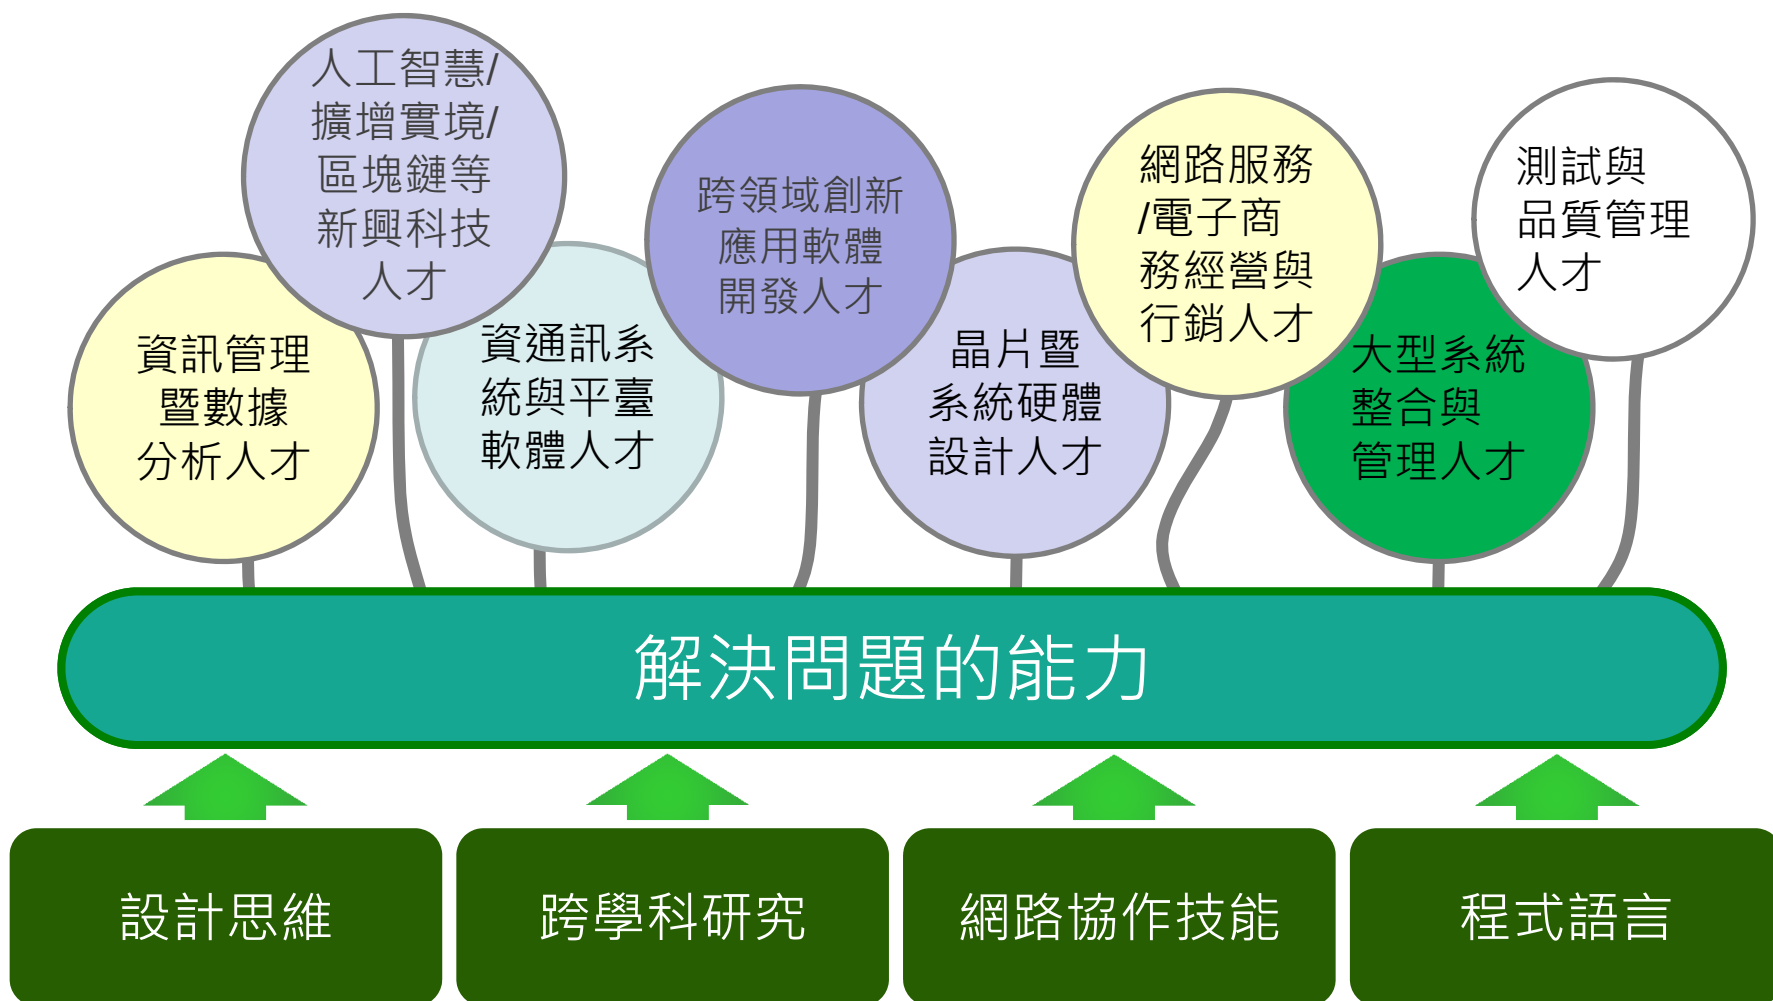 人工智慧/
擴增實境/
區塊鏈等
新興科技
人才
跨領域創新
應用軟體
開發人才
網路服務
/電子商
務經營與
行銷人才
測試與
品質管理
人才
資訊管理
暨數據
分析人才
資通訊系
統與平臺
軟體人才
晶片暨
系統硬體
設計人才
大型系統
整合與
管理人才
解決問題的能力
設計思維
跨學科研究
網路協作技能
程式語言